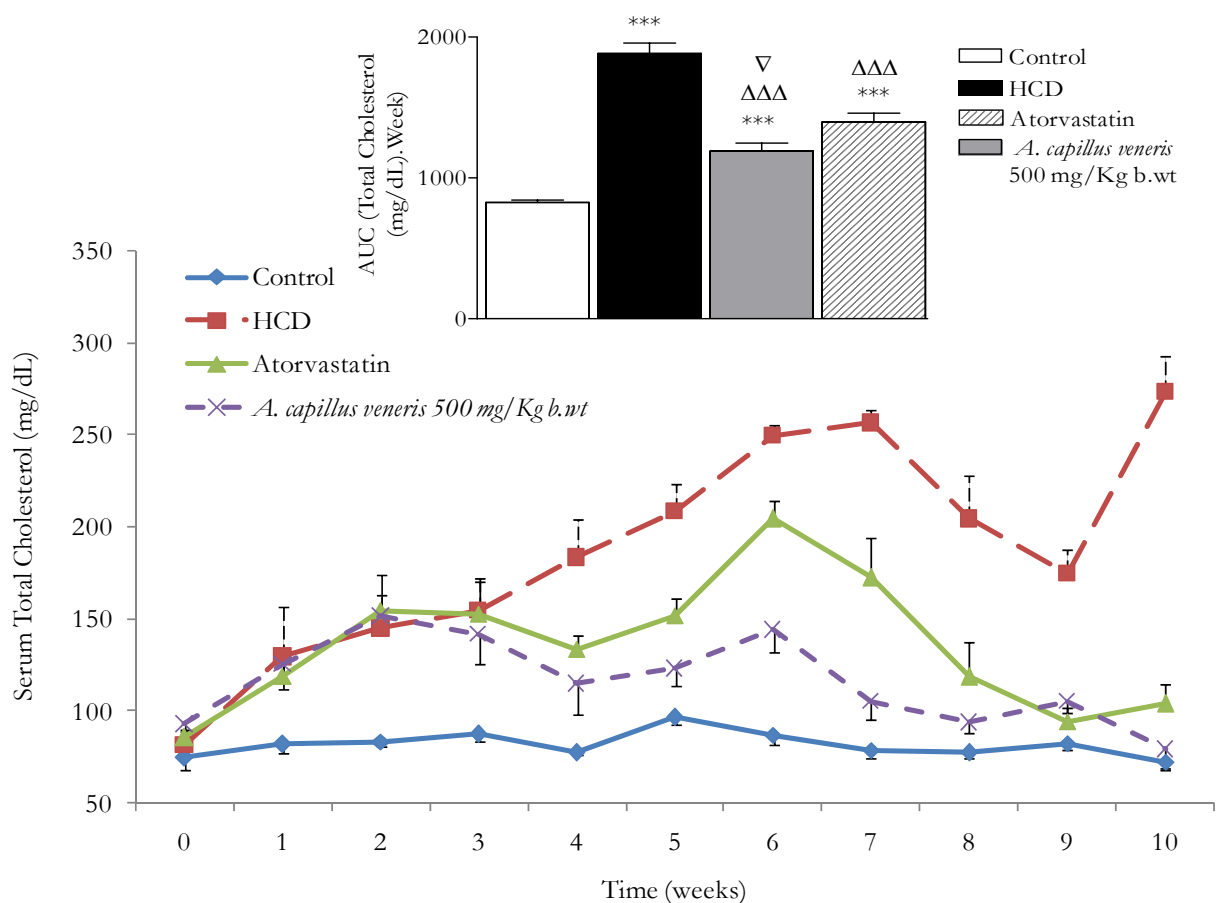 ***
2000
1000
0
AUC (Total Cholesterol
(mg/dL).Week)
∇
ΔΔΔ
***
ΔΔΔ
***
Control
HCD
Atorvastatin
A. capillus veneris
500 mg/Kg b.wt
350
300
250
200
150
100
50
Serum Total Cholesterol (mg/dL)
Control
HCD
Atorvastatin
A. capillus veneris 500 mg/Kg b.wt
0 1 2 3 4 5 6 7 8 9 10
Time (weeks)